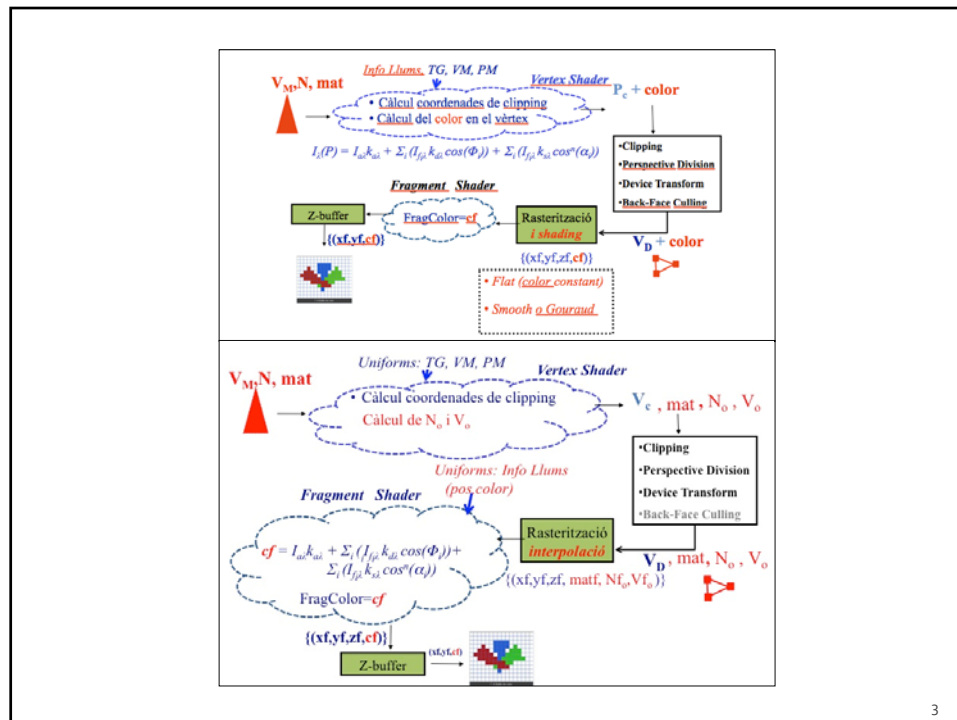 Info Llums, TG, VM, PM
V_M,N, mat
Vertex Shader
• Càlcul coordenades de clipping
• Càlcul del color en el vèrtex
P_c + color
I_λ(P) = I_aλ k_aλ + Σ_i (I_fiλ k_dλ cos(Φ_i)) + Σ_i (I_fiλ k_sλ cos^n(α_i))
•Clipping
•Perspective Division
•Device Transform
•Back-Face Culling
Fragment Shader
Z-buffer
FragColor=cf
Rasterització
i shading
V_D + color
{(xf,yf,cf)}
{(xf,yf,zf,cf)}
• Flat (color constant)
• Smooth o Gouraud
Uniforms: TG, VM, PM
V_M,N, mat
Vertex Shader
• Càlcul coordenades de clipping
Càlcul de N_o i V_o
V_c , mat, N_o , V_o
•Clipping
•Perspective Division
•Device Transform
•Back-Face Culling
Uniforms: Info Llums
(pos color)
Fragment Shader
cf = I_aλ k_aλ + Σ_i (I_fiλ k_dλ cos(Φ_i))+
Σ_i (I_fiλ k_sλ cos^n(α_i))
FragColor=cf
Rasterització
interpolació
V_D, mat, N_o , V_o
{(xf,yf,zf, matf, Nf_o,Vf_o )}
{(xf,yf,zf,cf)}
Z-buffer
(xf,yf,cf)
3